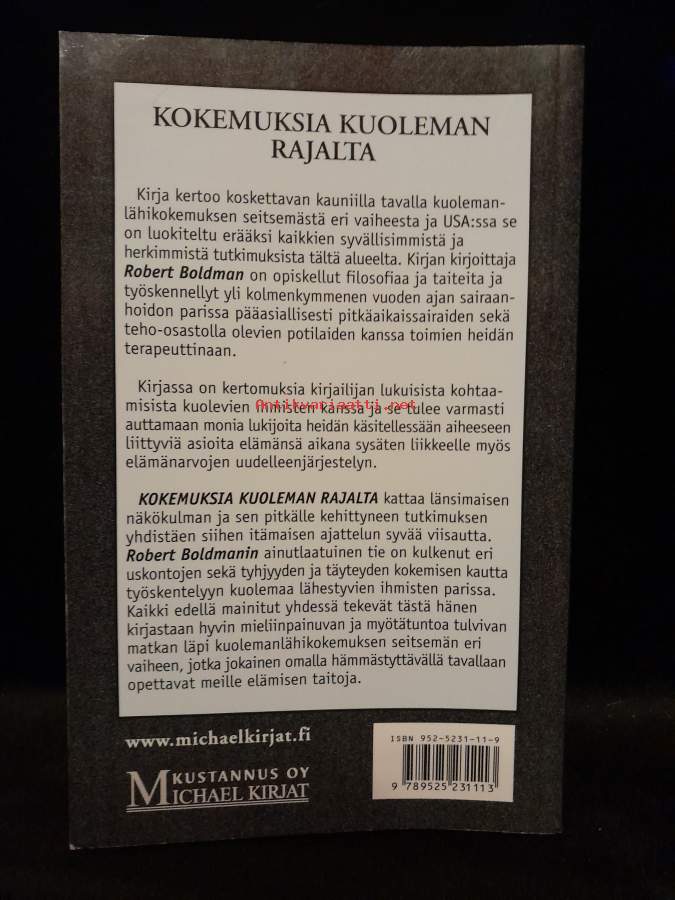 KOKEMUKSIA KUOLEMAN
RAJALTA
Kirja kertoo koskettavan kauniilla tavalla kuoleman-
lähikokemuksen seitsemästä eri vaiheesta ja USA:ssa se
on luokiteltu erääksi kaikkien syvällisimmistä ja
herkimmistä tutkimuksista tältä alueelta. Kirjan kirjoittaja
Robert Boldman on opiskellut filosofiaa ja taiteita ja
työskennellyt yli kolmenkymmenen vuoden ajan sairaan-
hoidon parissa pääasiallisesti pitkäaikaissairaiden sekä
teho-osastolla olevien potilaiden kanssa toimien heidän
terapeuttinaan.
Kirjassa on kertomuksia kirjailijan lukuisista kohtaa-
misista kuolevien ihmisten kanssa ja se tulee varmasti
Antikvariaatti.net
auttamaan monia lukijoita heidän käsitellessään aiheeseen
liittyviä asioita elämänsä aikana sysäten liikkeelle myös
elämänarvojen uudelleenjärjestelyn.
KOKEMUKSIA KUOLEMAN RAJALTA kattaa länsimaisen
näkökulman ja sen pitkälle kehittyneen tutkimuksen
yhdistäen siihen itämaisen ajattelun syvää viisautta.
Robert Boldmanin ainutlaatuinen tie on kulkenut eri
uskontojen sekä tyhjyyden ja täyteyden kokemisen kautta
työskentelyyn kuolemaa lähestyvien ihmisten parissa.
Kaikki edellä mainitut yhdessä tekevät tästä hänen
kirjastaan hyvin mieliinpainuvan ja myötätuntoa tulvivan
matkan läpi kuolemanlähikokemuksen seitsemän eri
vaiheen, jotka jokainen omalla hämmästyttävällä tavallaan
opettavat meille elämisen taitoja.
www.michaelkirjat.fi
KUSTANNUS OY
MICHAEL KIRJAT
ISBN 952-5231-11-9
9 789525 231113